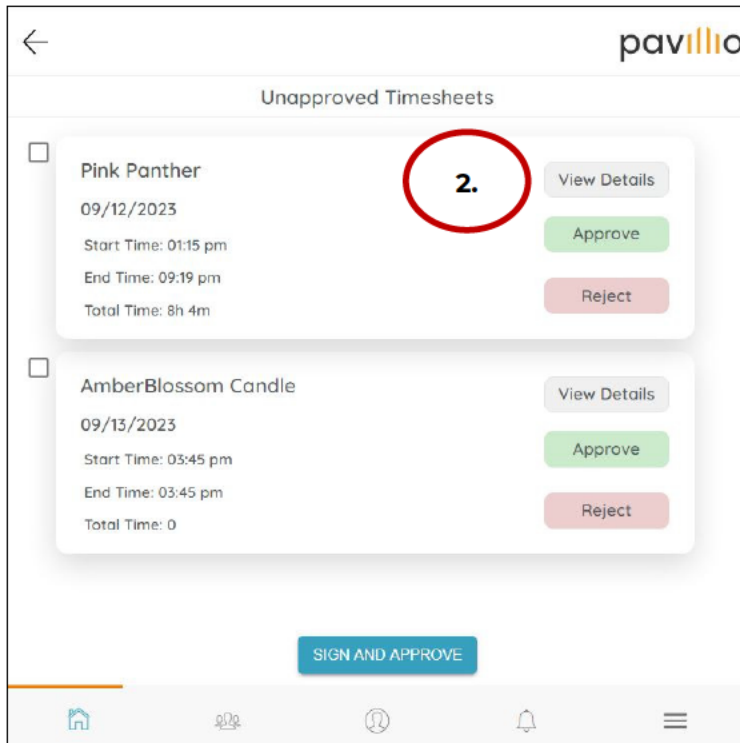 pavillio
Unapproved Timesheets
Pink Panther
2.
View Details
09/12/2023
Approve
Start Time: 01:15 pm
End Time: 09:19 pm
Reject
Total Time: 8h 4m
AmberBlossom Candle
View Details
09/13/2023
Approve
Start Time: 03:45 pm
End Time: 03:45 pm
Reject
Total Time: 0
SIGN AND APPROVE